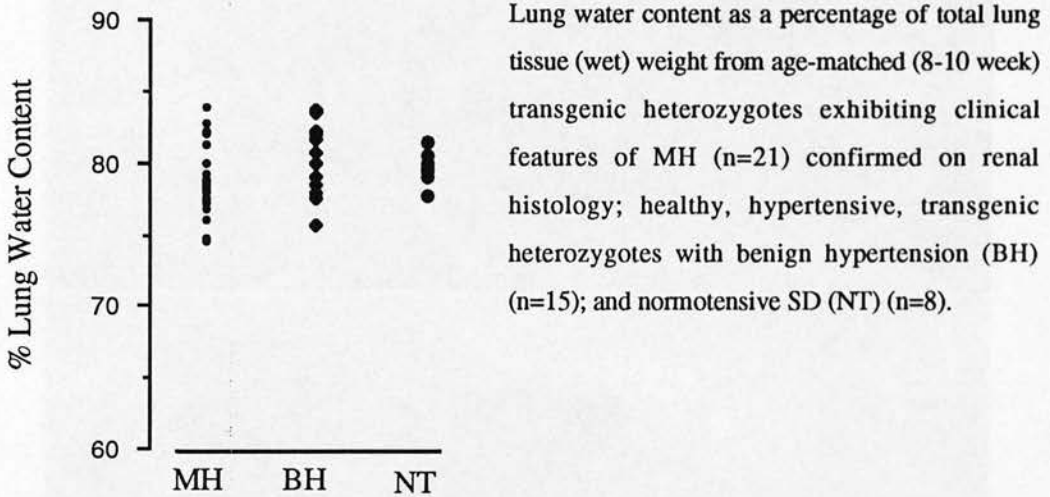 % Lung Water Content
90
80
70
60
MH BH NT
Lung water content as a percentage of total lung
tissue (wet) weight from age-matched (8-10 week)
transgenic heterozygotes exhibiting clinical
features of MH (n=21) confirmed on renal
histology; healthy, hypertensive, transgenic
heterozygotes with benign hypertension (BH)
(n=15); and normotensive SD (NT) (n=8).